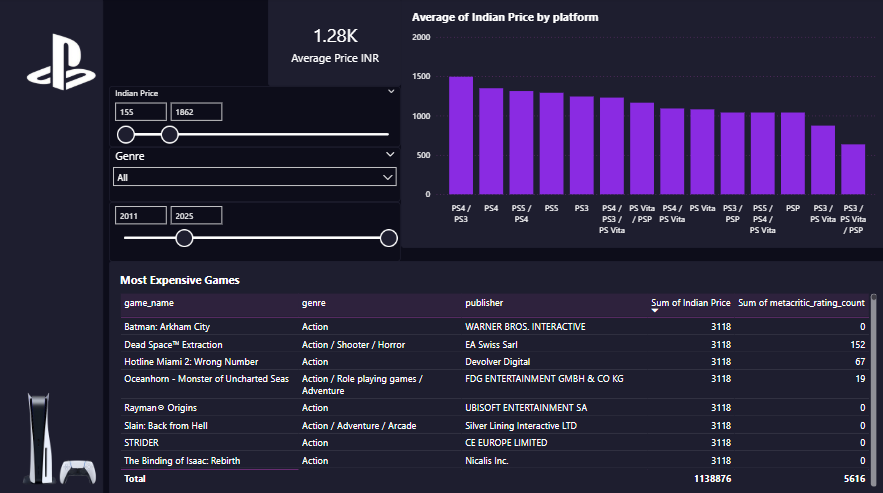 1.28K
Average Price INR
Indian Price
155 1862
Genre
All
2011 2025
Average of Indian Price by platform
2000
1500
1000
500
0
PS4 / PS3
PS4
PS5 / PS4
PS5
PS3
PS4 / PS3 / PS Vita
PS Vita / PSP
PS4 / PS Vita
PS Vita
PS3 / PSP
PS5 / PS4 / PS Vita
PSP
PS3 / PS Vita
PS3 / PS Vita / PSP
Most Expensive Games
game_name genre publisher Sum of Indian Price Sum of metacritic_rating_count
Batman: Arkham City Action WARNER BROS. INTERACTIVE 3118 0
Dead Space™ Extraction Action / Shooter / Horror EA Swiss Sarl 3118 152
Hotline Miami 2: Wrong Number Action Devolver Digital 3118 67
Oceanhorn - Monster of Uncharted Seas Action / Role playing games / FDG ENTERTAINMENT GMBH & CO KG 3118 19
Adventure
Rayman® Origins Action UBISOFT ENTERTAINMENT SA 3118 0
Slain: Back from Hell Action / Adventure / Arcade Silver Lining Interactive LTD 3118 0
STRIDER Action CE EUROPE LIMITED 3118 0
The Binding of Isaac: Rebirth Action Nicalis Inc. 3118 0
Total 1138876 5616